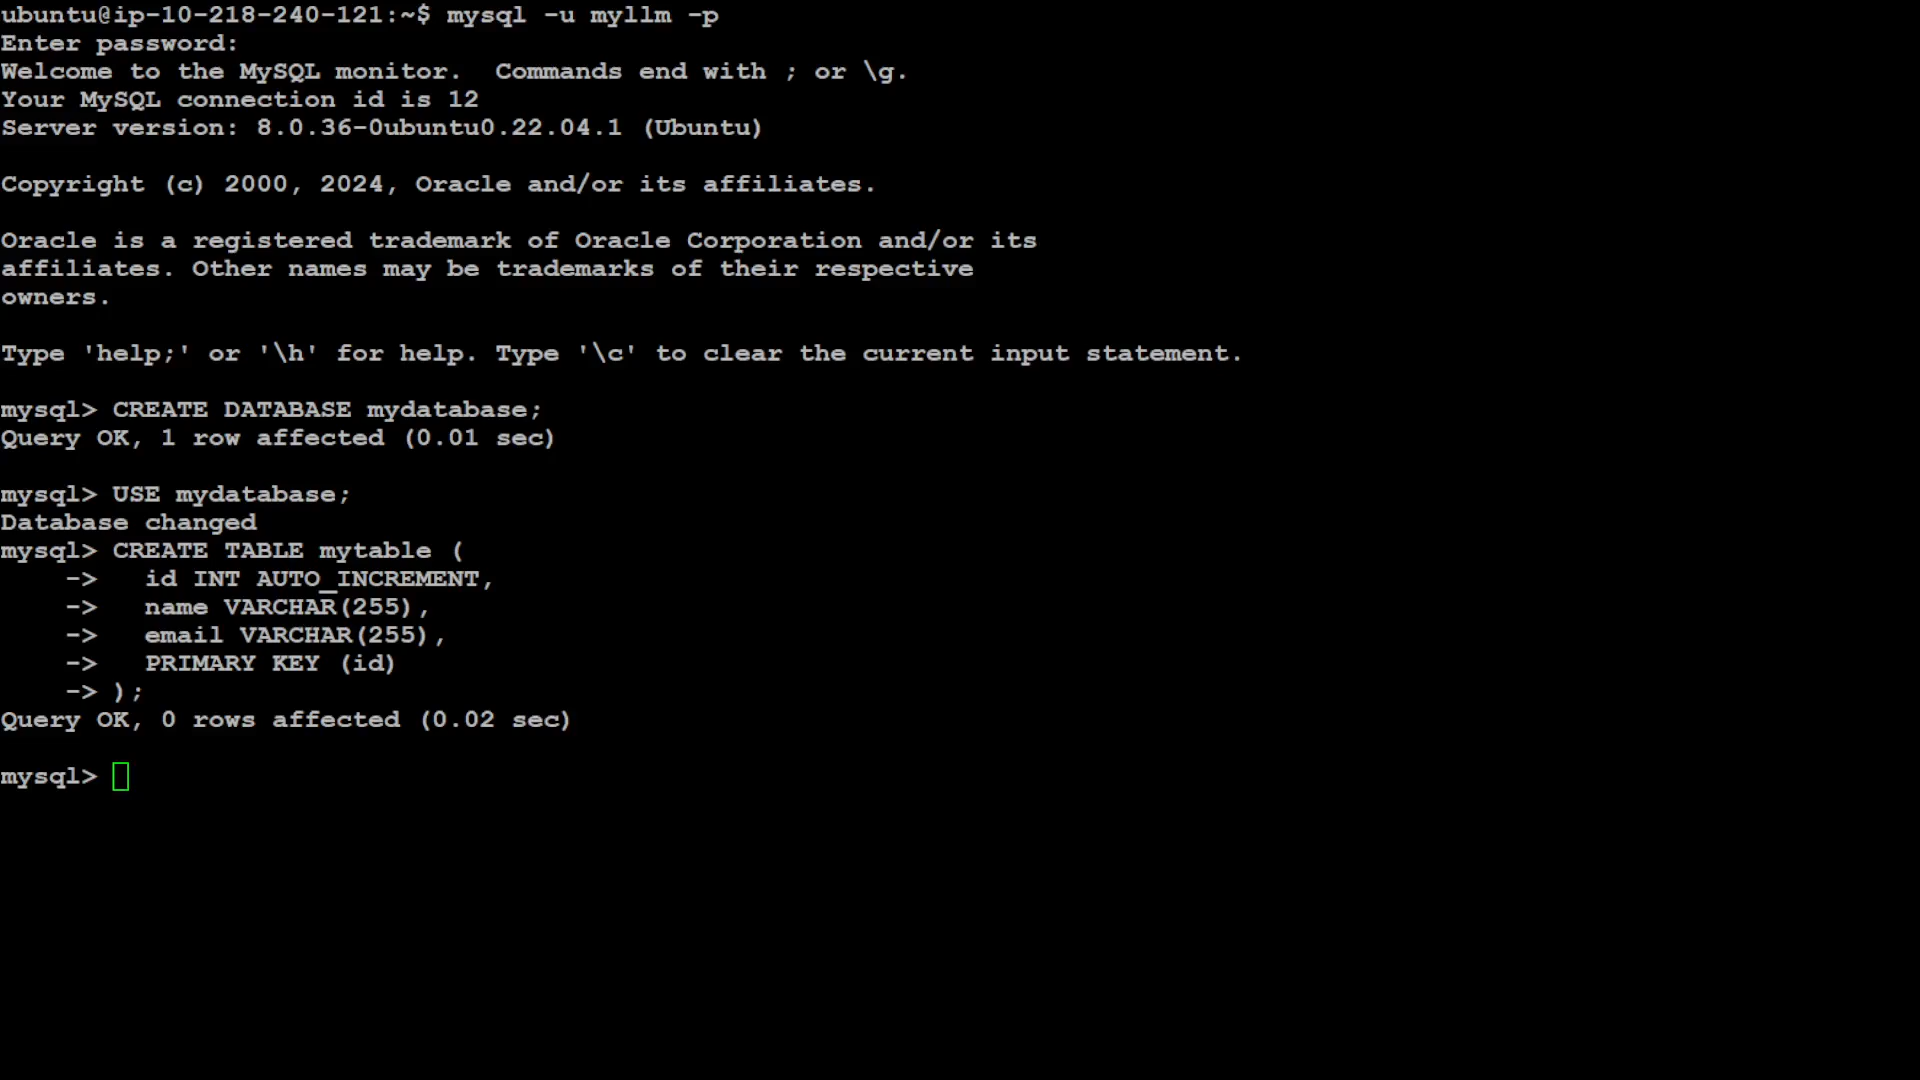 ubuntu@ip-10-218-240-121:~$ mysql -u myllm -p
Enter password:
Welcome to the MySQL monitor.  Commands end with ; or \g.
Your MySQL connection id is 12
Server version: 8.0.36-0ubuntu0.22.04.1 (Ubuntu)

Copyright (c) 2000, 2024, Oracle and/or its affiliates.

Oracle is a registered trademark of Oracle Corporation and/or its
affiliates. Other names may be trademarks of their respective
owners.

Type 'help;' or '\h' for help. Type '\c' to clear the current input statement.

mysql> CREATE DATABASE mydatabase;
Query OK, 1 row affected (0.01 sec)

mysql> USE mydatabase;
Database changed
mysql> CREATE TABLE mytable (
    ->   id INT AUTO_INCREMENT,
    ->   name VARCHAR(255),
    ->   email VARCHAR(255),
    ->   PRIMARY KEY (id)
    -> );
Query OK, 0 rows affected (0.02 sec)

mysql>